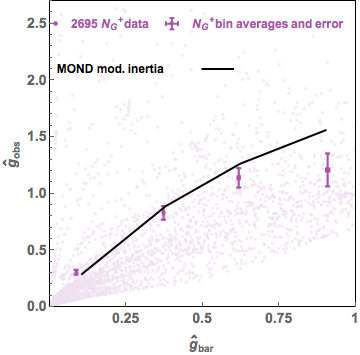 2695 N_G^+ data
N_G^+ bin averages and error
MOND mod. inertia
2.5
2.0
1.5
1.0
0.5
0.0
ĝ_obs
0.25 0.5 0.75 1
ĝ_bar